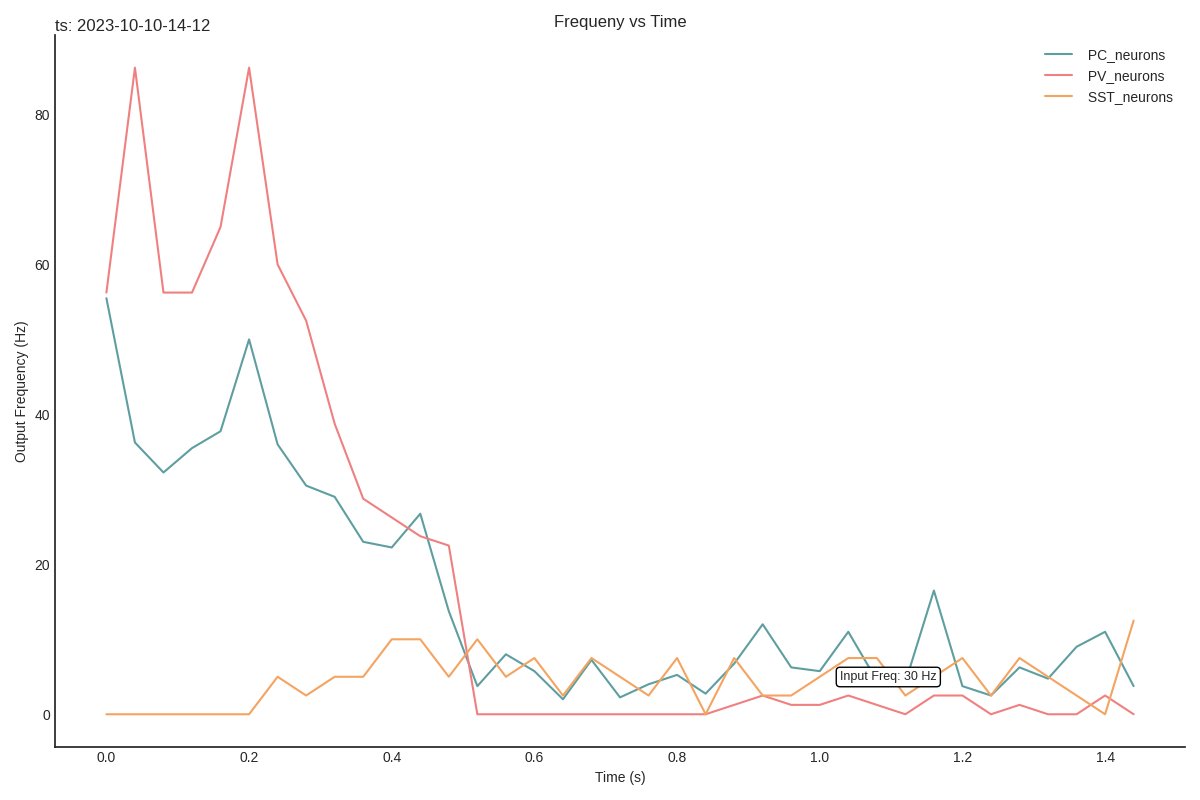 ts: 2023-10-10-14-12
Frequeny vs Time
PC_neurons
PV_neurons
SST_neurons
80
60
40
20
0
Output Frequency (Hz)
Input Freq: 30 Hz
0.0 0.2 0.4 0.6 0.8 1.0 1.2 1.4
Time (s)